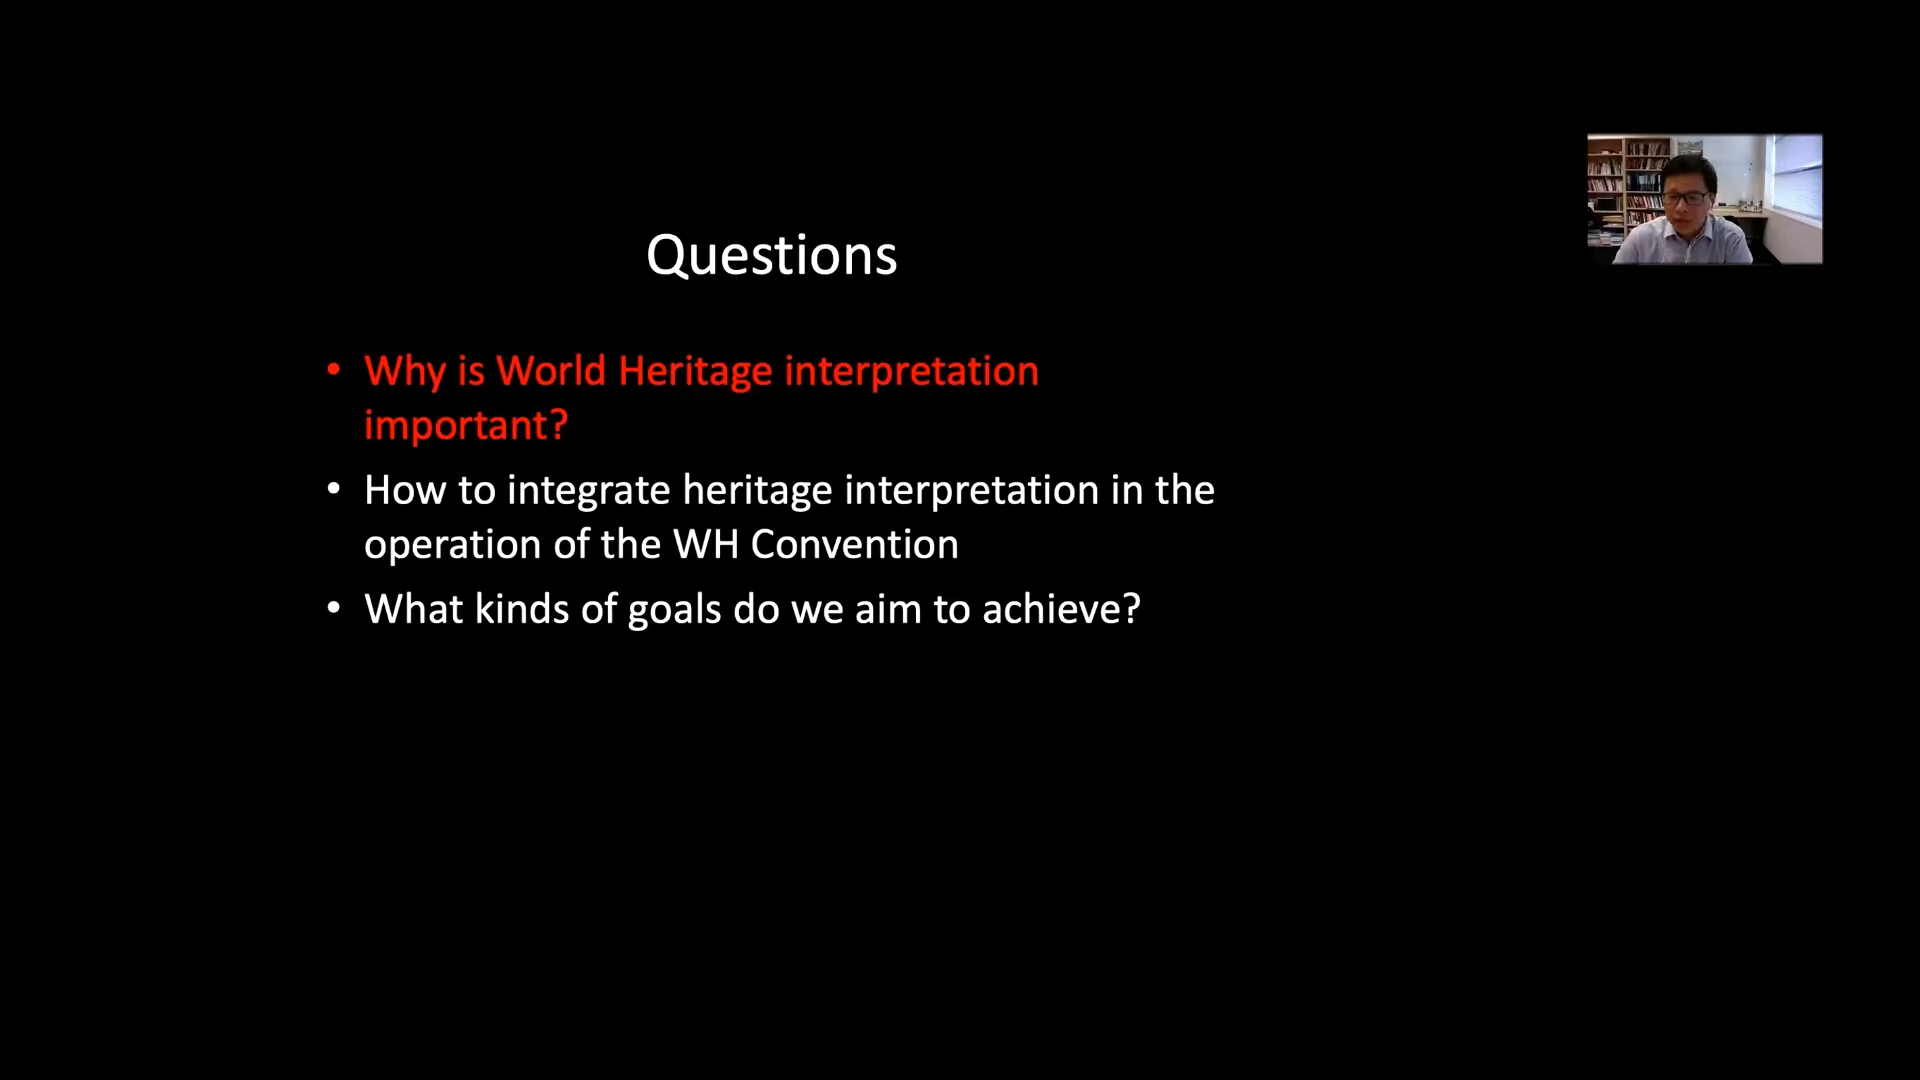 Questions
• Why is World Heritage interpretation
important?
• How to integrate heritage interpretation in the
operation of the WH Convention
• What kinds of goals do we aim to achieve?